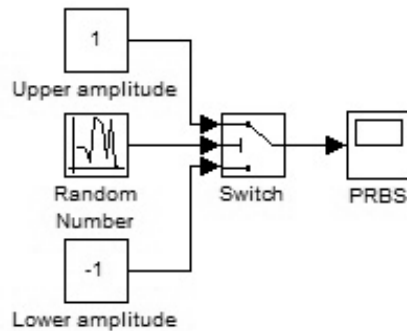 1
Upper amplitude
Random
Number
Switch
PRBS
-1
Lower amplitude